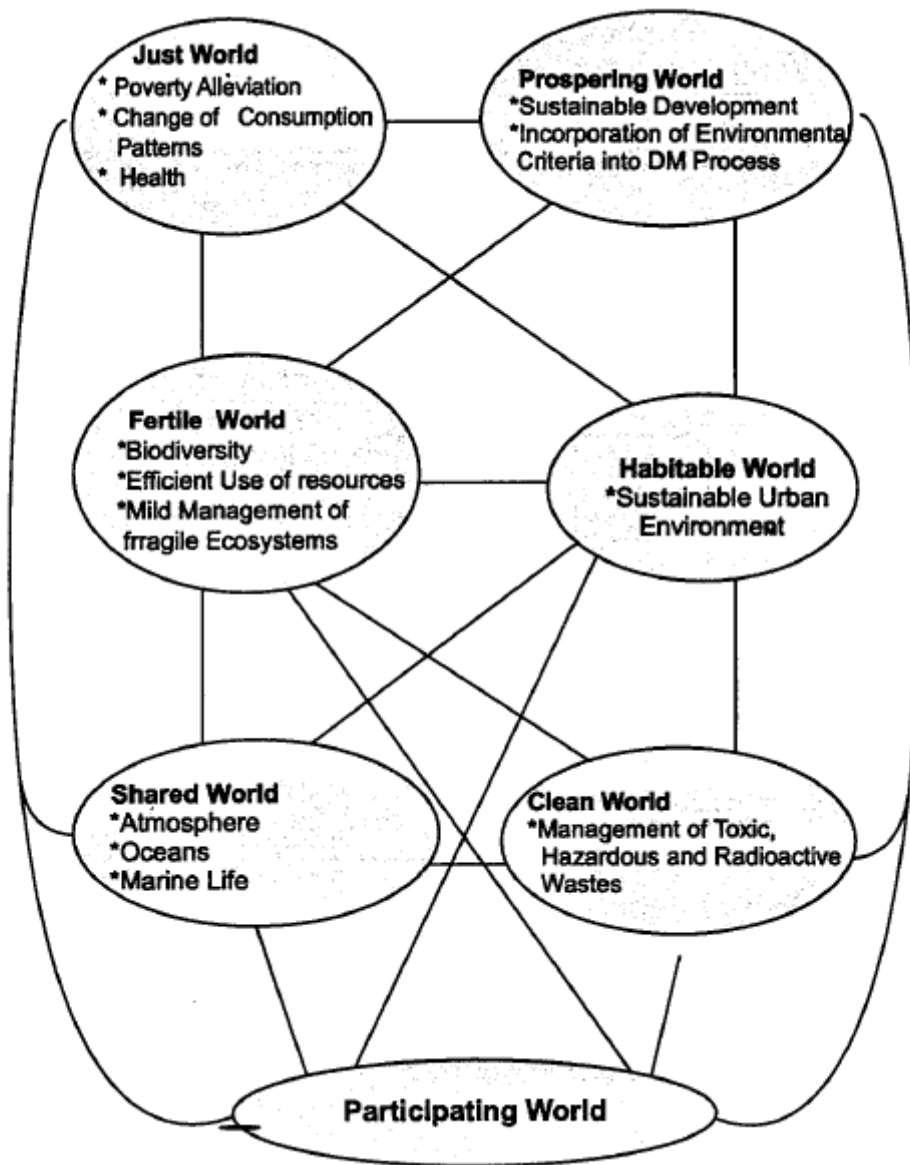 Just World
* Poverty Alleviation
* Change of Consumption
Patterns
* Health
Prospering World
*Sustainable Development
*Incorporation of Environmental
Criteria into DM Process
Fertile World
*Biodiversity
*Efficient Use of resources
*Mild Management of
frragile Ecosystems
Habitable World
*Sustainable Urban
Environment
Shared World
*Atmosphere
*Oceans
*Marine Life
Clean World
*Management of Toxic,
Hazardous and Radioactive
Wastes
Participating World